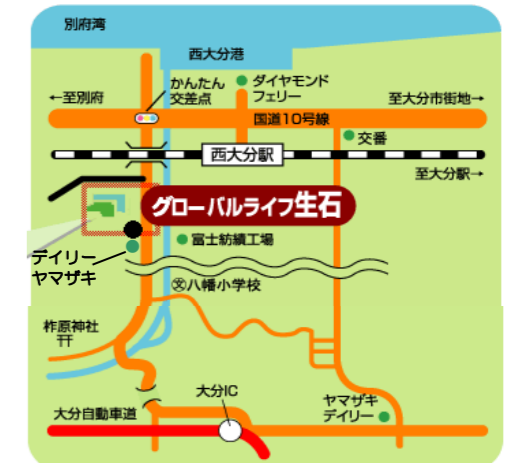 別府湾
西大分港
かんたん
交差点
ダイヤモンド
フェリー
←至別府
至大分市街地→
国道10号線
交番
西大分駅
至大分駅→
グローバルライフ生石
富士紡績工場
デイリー
ヤマザキ
文八幡小学校
柞原神社
大分IC
大分自動車道
ヤマザキ
デイリー